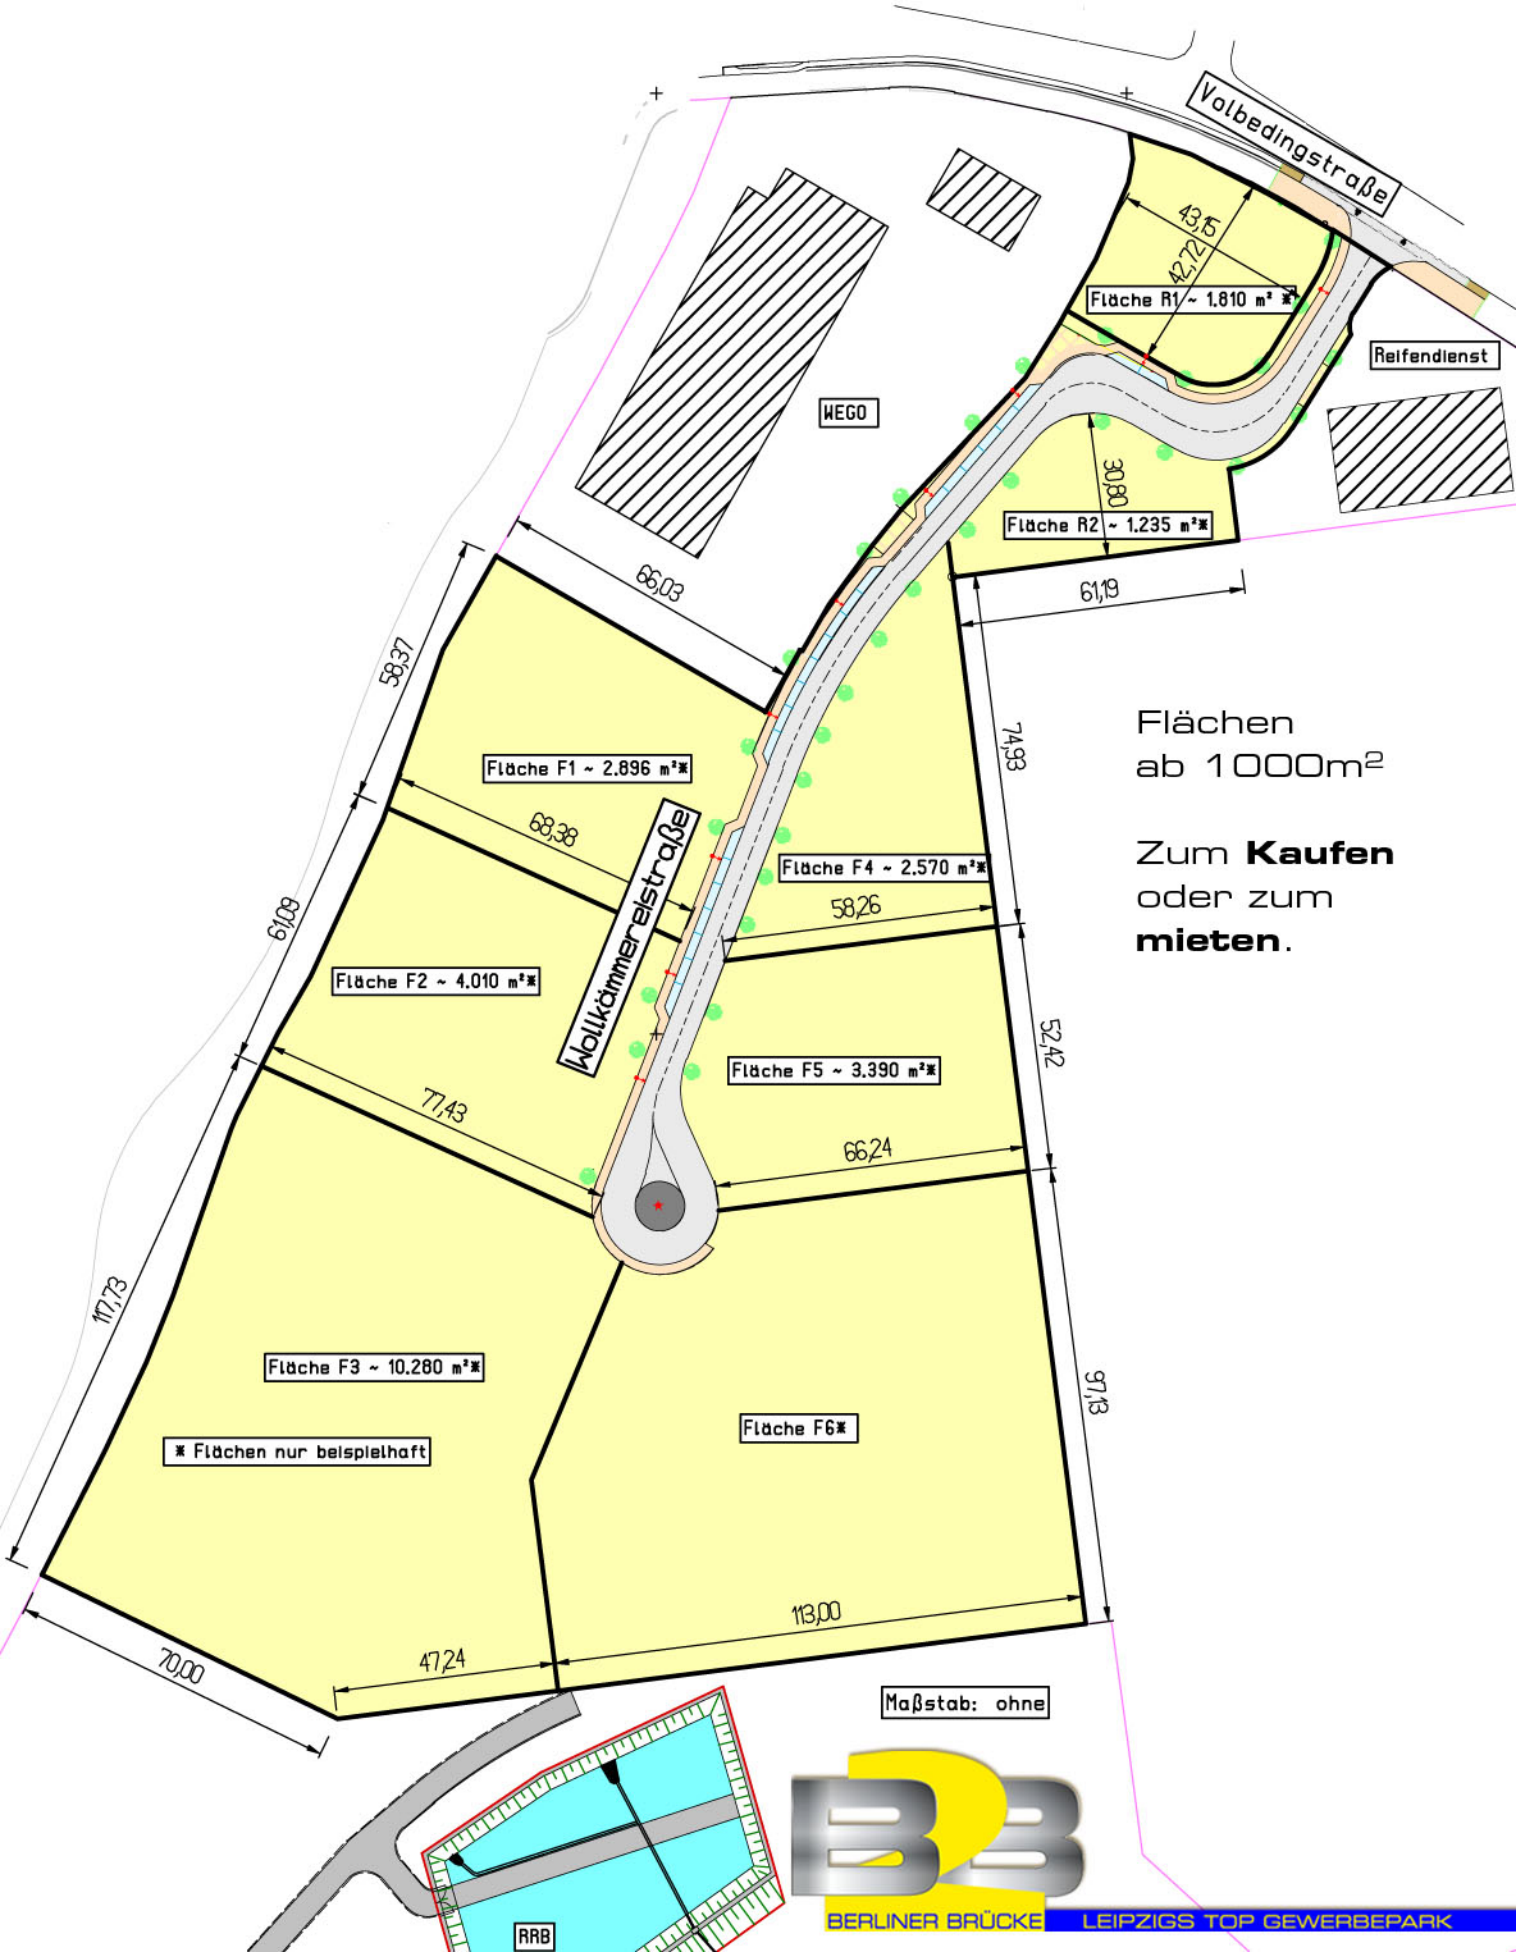 Volbedingstraße
43,15
42,72
Fläche R1 ~ 1.810 m² *
Reifendienst
WEGO
30,80
Fläche R2 ~ 1.235 m²*
66,03
61,19
58,37
74,93
Flächen
ab 1000m²
Fläche F1 ~ 2.896 m²*
68,38
Wollkämmereistraße
Zum Kaufen
oder zum
mieten.
Fläche F4 ~ 2.570 m²*
58,26
61,09
Fläche F2 ~ 4.010 m²*
52,42
Fläche F5 ~ 3.390 m²*
77,43
66,24
117,73
Fläche F3 ~ 10.280 m²*
97,13
Fläche F6*
* Flächen nur beispielhaft
113,00
47,24
70,00
Maßstab: ohne
B2B
BERLINER BRÜCKE LEIPZIGS TOP GEWERBEPARK
RRB